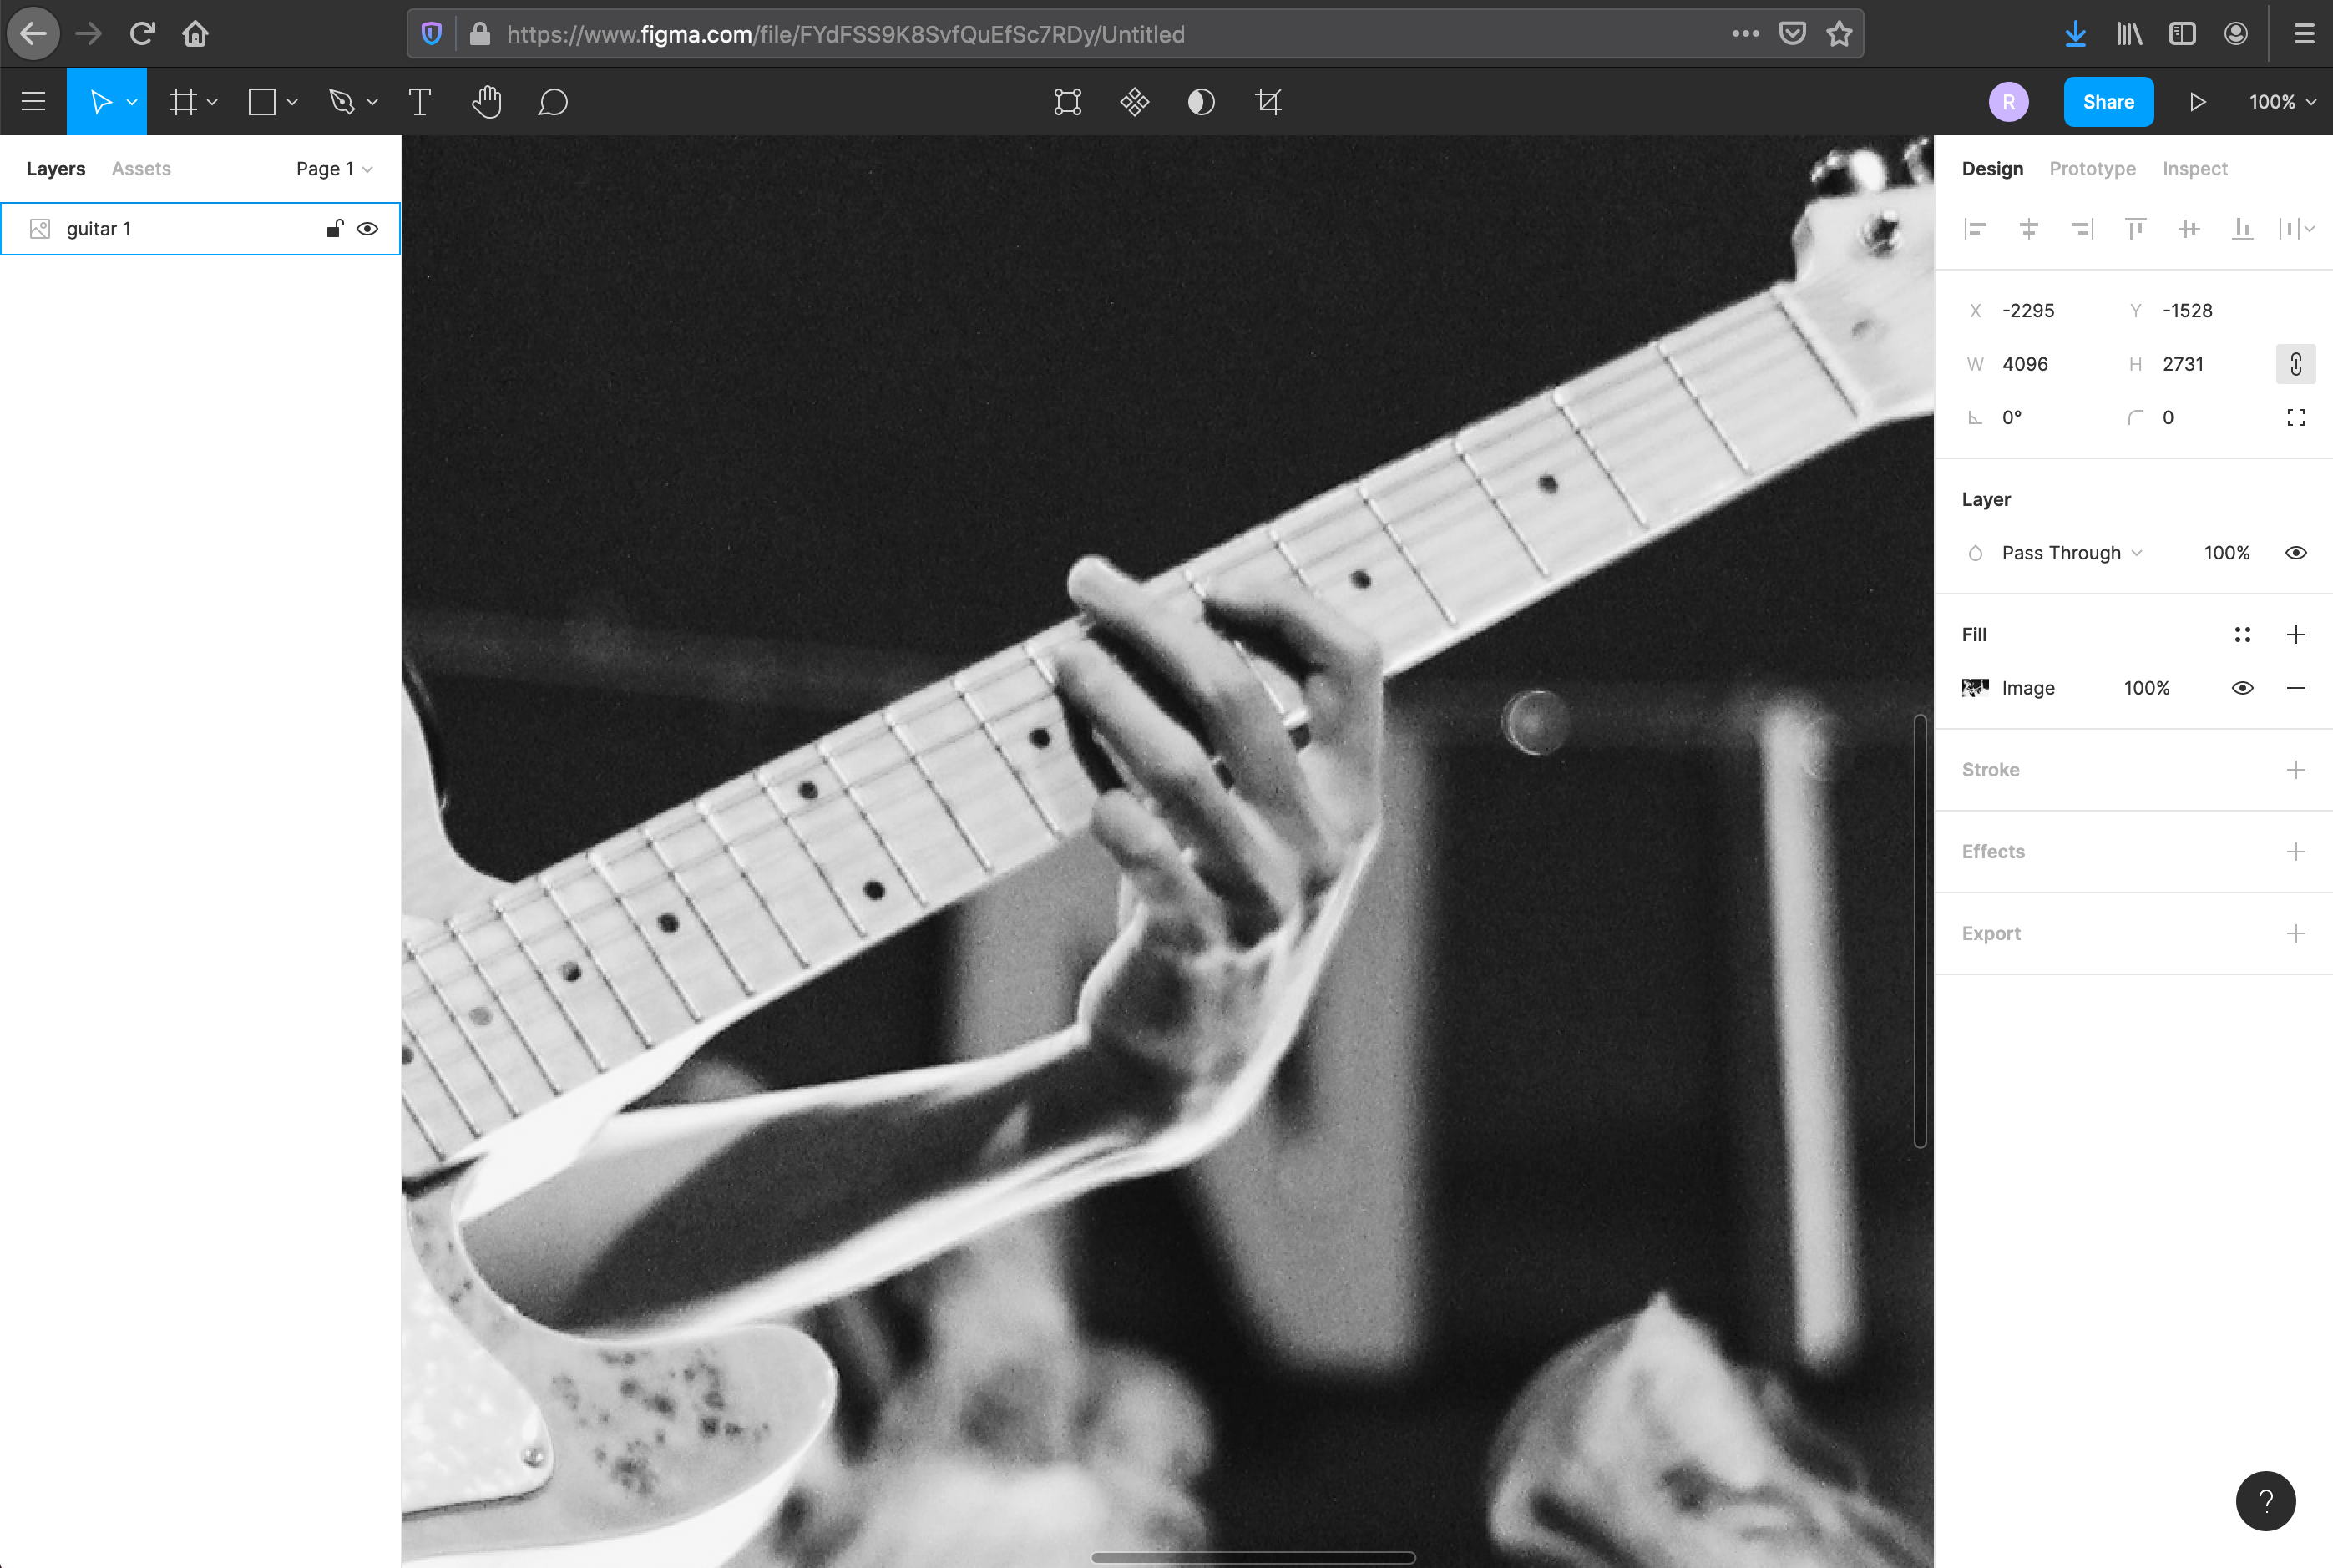 https://www.figma.com/file/FYdFSS9K8SvfQuEfSc7RDy/Untitled
R Share 100%
Layers Assets Page 1
guitar 1
Design Prototype Inspect
X -2295 Y -1528
W 4096 H 2731
0° 0
Layer
Pass Through 100%
Fill
Image 100%
Stroke
Effects
Export
?